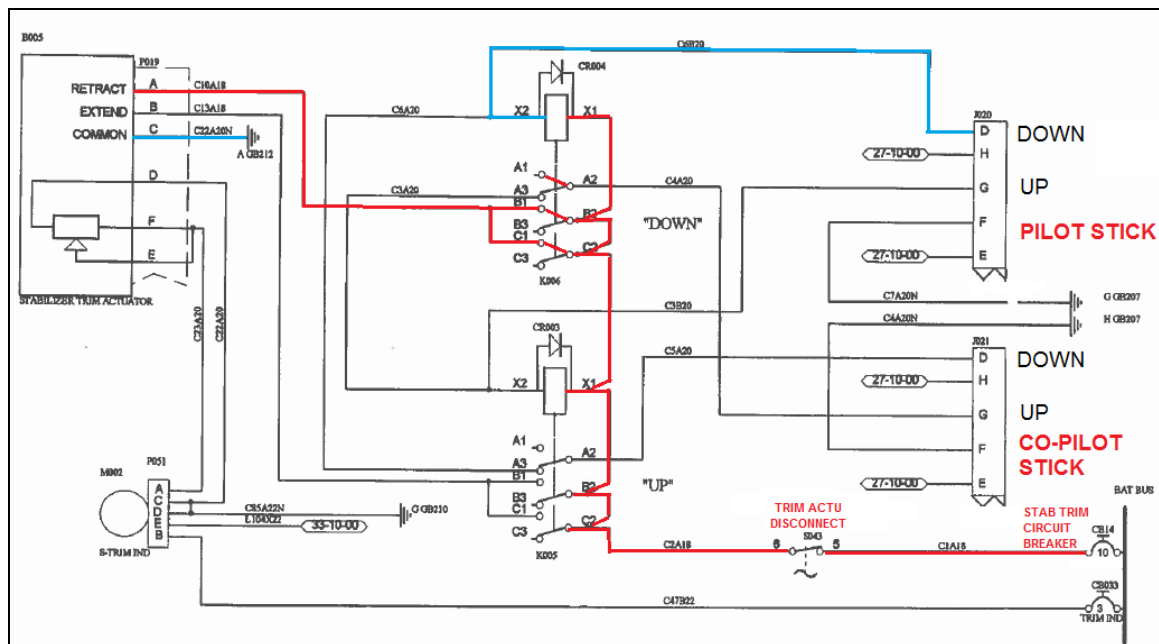 B005
P019
RETRACT
A
C10A18
EXTEND
B
C13A18
COMMON
C
C22A20N
A GB212
D
F
E
STABILIZER TRIM ACTUATOR
C23A20
C22A20
M002
P051
A
C
D
E
B
S-TRIM IND
C85A22N
G GB210
L104X22
33-10-00
C6B20
CR004
C6A20
X2
X1
A1
A3
A2
B1
B2
B3
C1
C2
C3
K006
C3A20
C4A20
"DOWN"
C3B20
CR003
C5A20
X2
X1
A1
A2
A3
B1
B2
B3
C1
C2
C3
K005
"UP"
C2A18
TRIM ACTU
DISCONNECT
6
S043
5
C1A18
STAB TRIM
CIRCUIT
BREAKER
BAT BUS
CB14
10
C47B22
CB033
3
TRIM IND
J020
D
DOWN
27-10-00
H
G
UP
F
PILOT STICK
27-10-00
E
C7A20N
G GB207
C4A20N
H GB207
J021
D
DOWN
27-10-00
H
G
UP
F
CO-PILOT
STICK
27-10-00
E